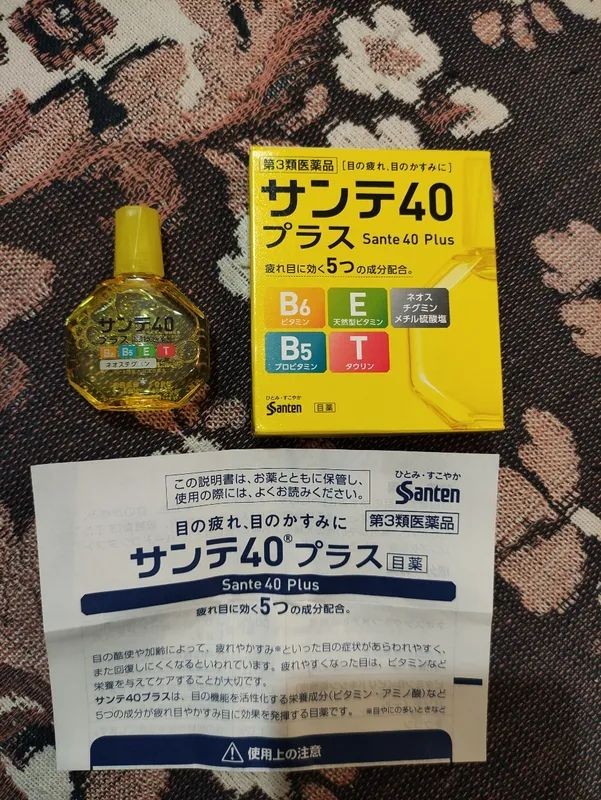 第3類医薬品 [目の疲れ、目のかすみに]
サンテ40
プラス Sante 40 Plus
疲れ目に効く5つの成分配合。
B6
ビタミン
E
天然型ビタミン
ネオス
チグミン
メチル硫酸塩
B5
プロビタミン
T
タウリン
ひとみ・すこやか
Santen
目薬
サンテ40
プラス
B6 B5 E T
ネオスチグミン
この説明書は、お薬とともに保管し、
使用の際には、よくお読みください。
ひとみ・すこやか
Santen
目の疲れ、目のかすみに
第3類医薬品
サンテ40®プラス 目薬
Sante 40 Plus
疲れ目に効く5つの成分配合。
目の酷使や加齢によって、疲れやかすみ※といった目の症状があらわれやすく、
また回復しにくくなるといわれています。疲れやすくなった目は、ビタミンなど
栄養を与えてケアすることが大切です。
サンテ40プラスは、目の機能を活性化する栄養成分(ビタミン・アミノ酸)など
5つの成分が疲れ目やかすみ目に効果を発揮する目薬です。 ※目やにの多いときなど
⚠使用上の注意